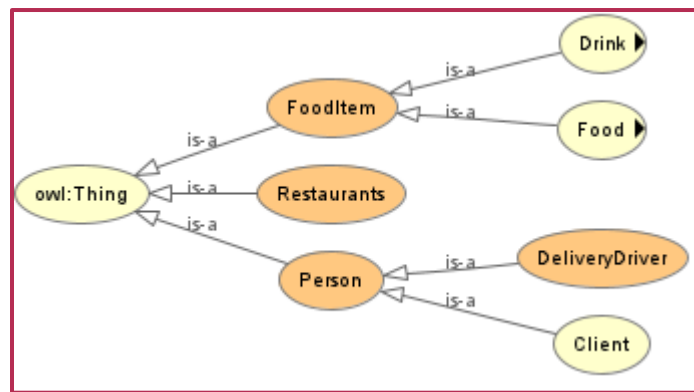 Drink
is-a
FoodItem
is-a
Food
is-a
owl:Thing
is-a
Restaurants
is-a
is-a
DeliveryDriver
Person
is-a
Client